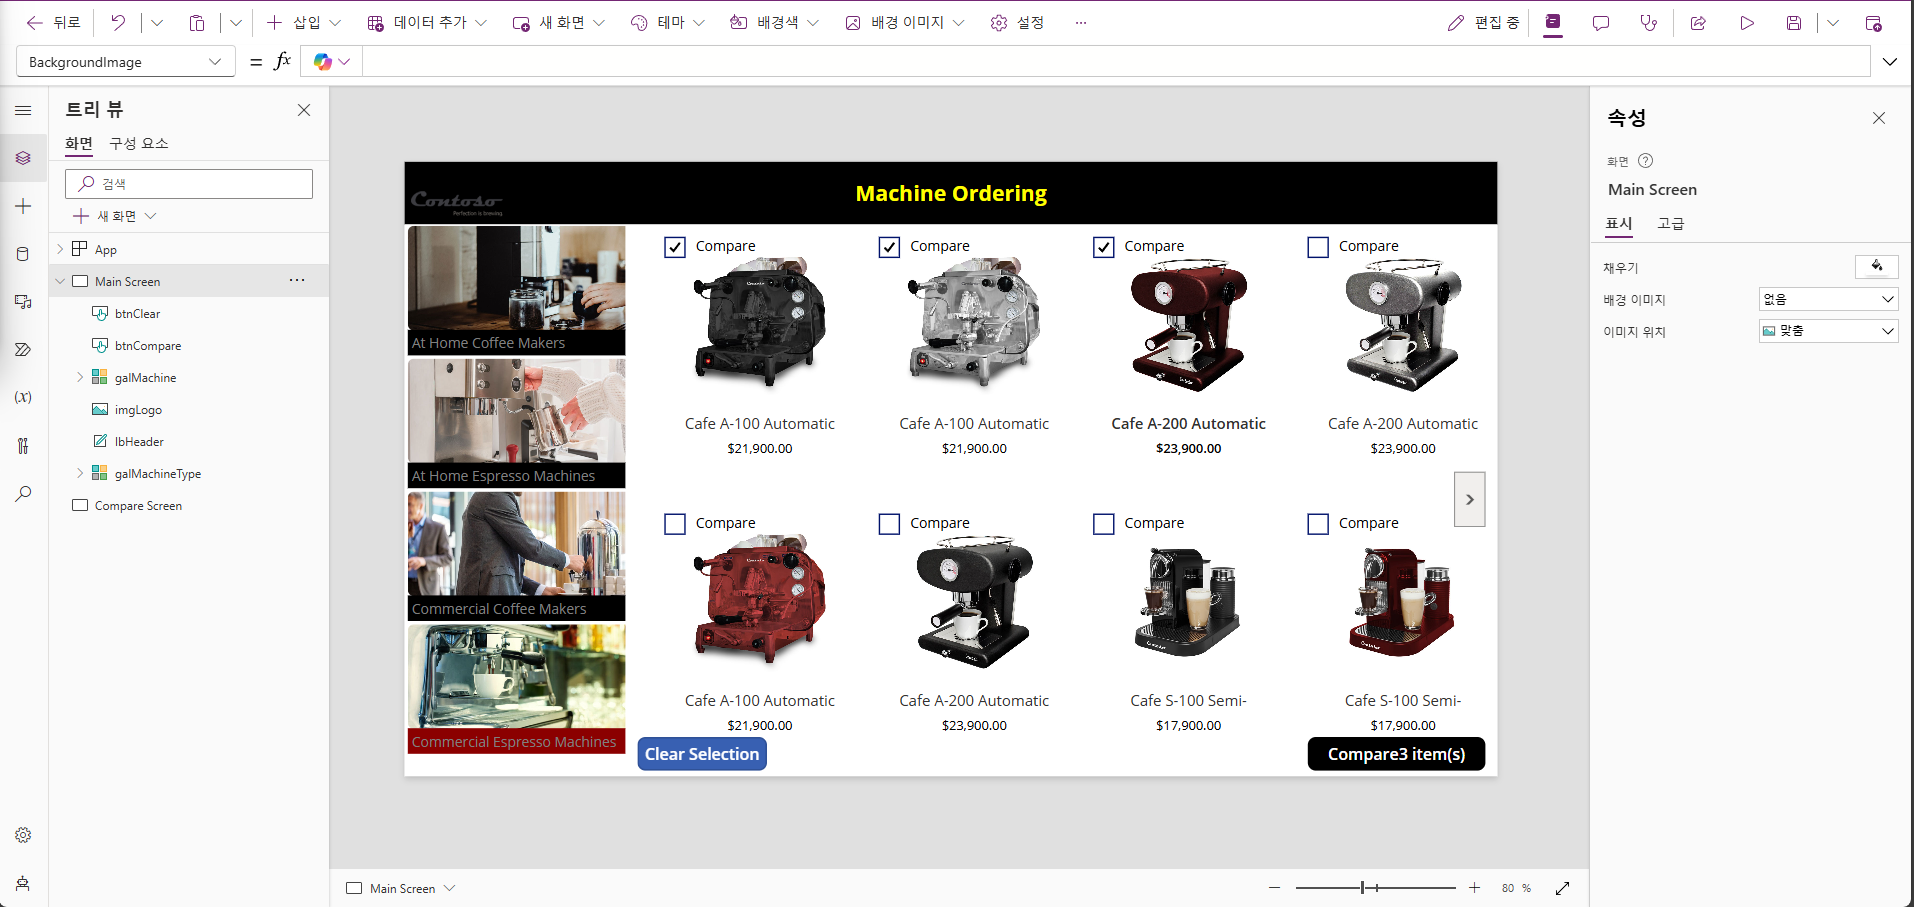 뒤로
삽입
데이터 추가
새 화면
테마
배경색
배경 이미지
설정
편집 중
BackgroundImage
= fx
트리 뷰
화면 구성 요소
검색
새 화면
App
Main Screen
btnClear
btnCompare
galMachine
imgLogo
lbHeader
galMachineType
Compare Screen
Contoso
Perfection is brewing.
Machine Ordering
At Home Coffee Makers
At Home Espresso Machines
Commercial Coffee Makers
Commercial Espresso Machines
Compare
Compare
Compare
Compare
Cafe A-100 Automatic
$21,900.00
Cafe A-100 Automatic
$21,900.00
Cafe A-200 Automatic
$23,900.00
Cafe A-200 Automatic
$23,900.00
Compare
Compare
Compare
Compare
Cafe A-100 Automatic
$21,900.00
Cafe A-200 Automatic
$23,900.00
Cafe S-100 Semi-
$17,900.00
Cafe S-100 Semi-
$17,900.00
Clear Selection
Compare3 item(s)
Main Screen
80 %
속성
화면
Main Screen
표시 고급
채우기
배경 이미지
없음
이미지 위치
맞춤